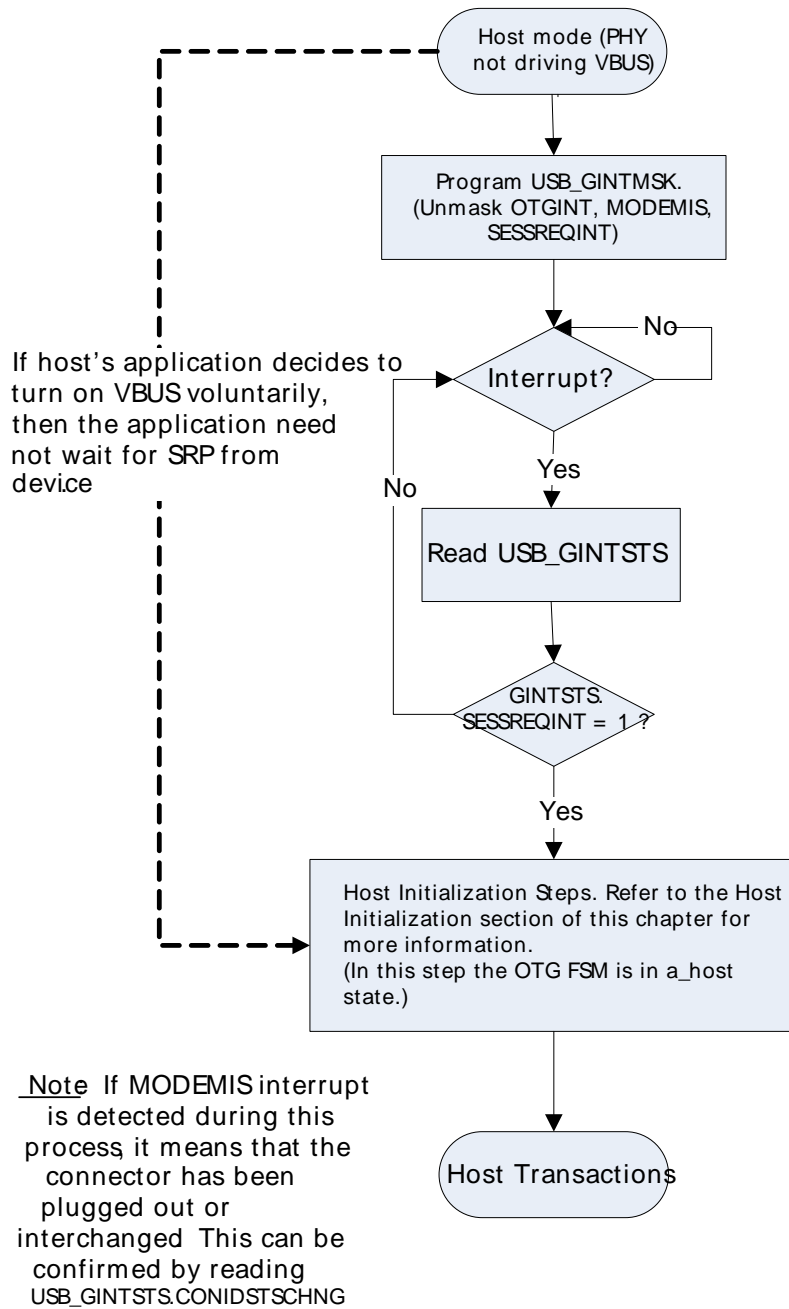 Host mode (PHY
not driving VBUS)
Program USB_GINTMSK.
(Unmask OTGINT, MODEMIS,
SESSREQINT)
No
Interrupt?
If host's application decides to
turn on VBUS voluntarily,
then the application need
not wait for SRP from
device
No
Yes
Read USB_GINTSTS
GINTSTS.
SESSREQINT = 1 ?
Yes
Host Initialization Steps. Refer to the Host
Initialization section of this chapter for
more information.
(In this step the OTG FSM is in a_host
state.)
Host Transactions
Note If MODEMIS interrupt
is detected during this
process, it means that the
connector has been
plugged out or
interchanged This can be
confirmed by reading
USB_GINTSTS.CONIDSTSCHNG